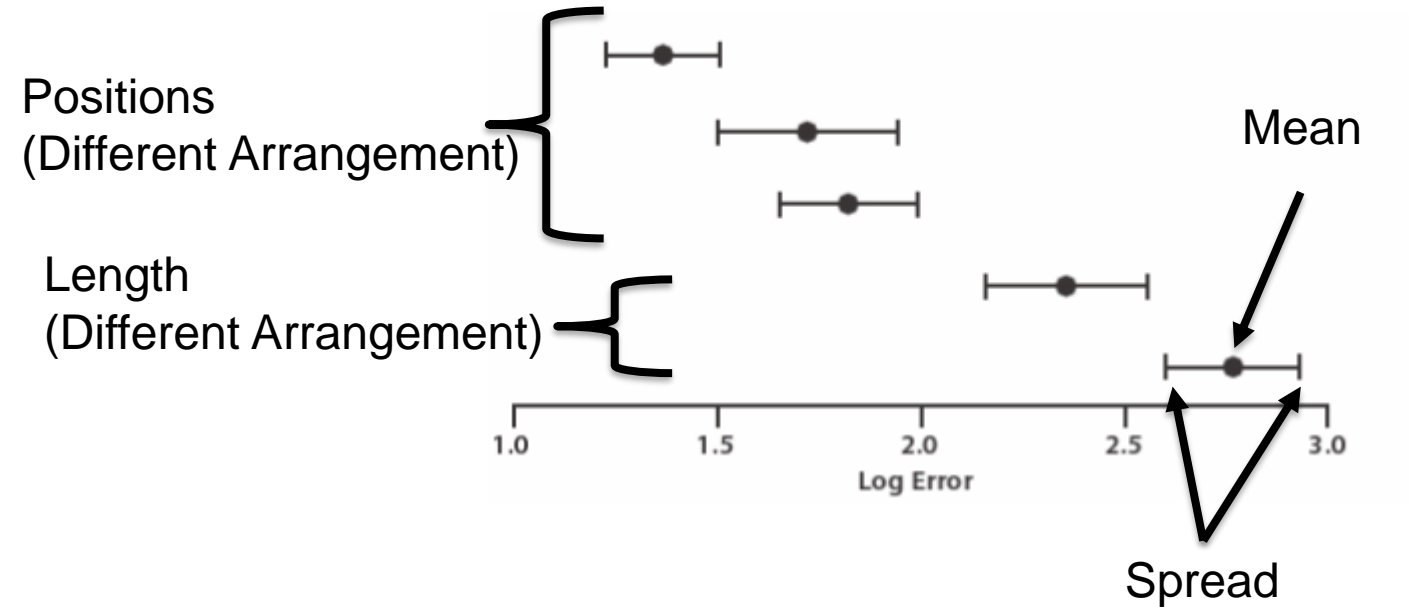 Positions
(Different Arrangement)
Mean
Length
(Different Arrangement)
1.0 1.5 2.0 2.5 3.0
Log Error
Spread